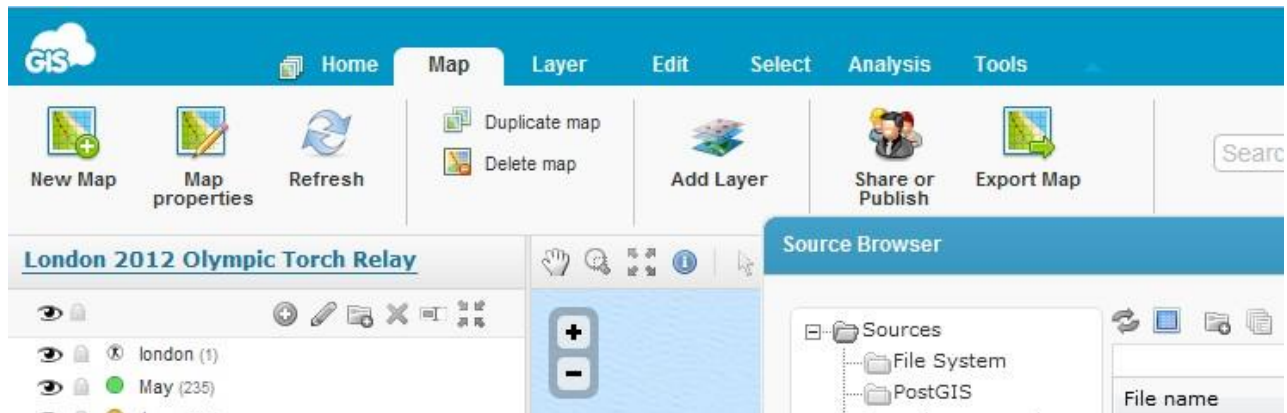 GIS
Home Map Layer Edit Select Analysis Tools
New Map
Map
properties
Refresh
Duplicate map
Delete map
Add Layer
Share or
Publish
Export Map
Searc
London 2012 Olympic Torch Relay
Source Browser
london (1)
May (235)
+
-
Sources
File System
PostGIS
File name